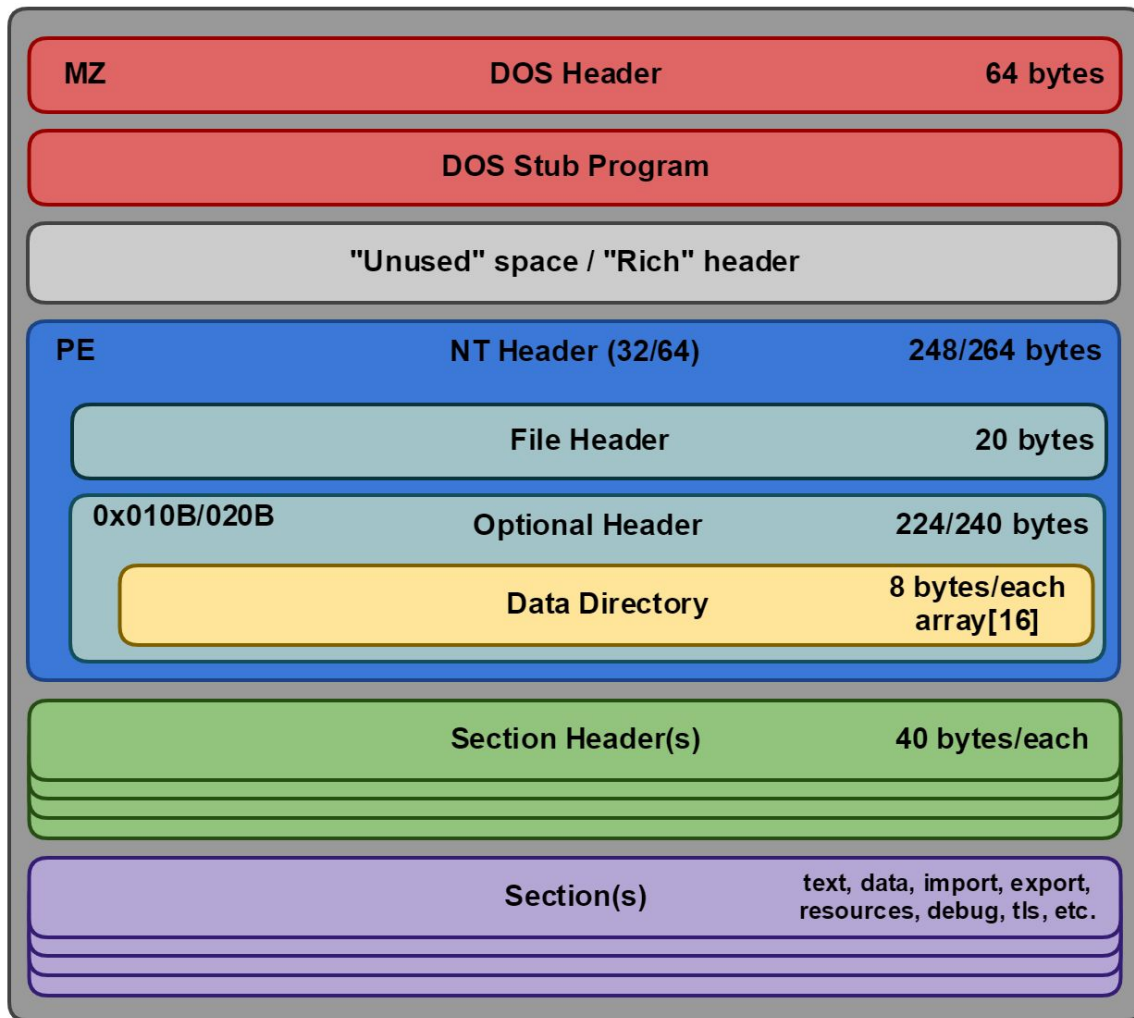 MZ DOS Header 64 bytes
DOS Stub Program
"Unused" space / "Rich" header
PE NT Header (32/64) 248/264 bytes
File Header 20 bytes
0x010B/020B Optional Header 224/240 bytes
Data Directory 8 bytes/each
array[16]
Section Header(s) 40 bytes/each
Section(s) text, data, import, export,
resources, debug, tls, etc.